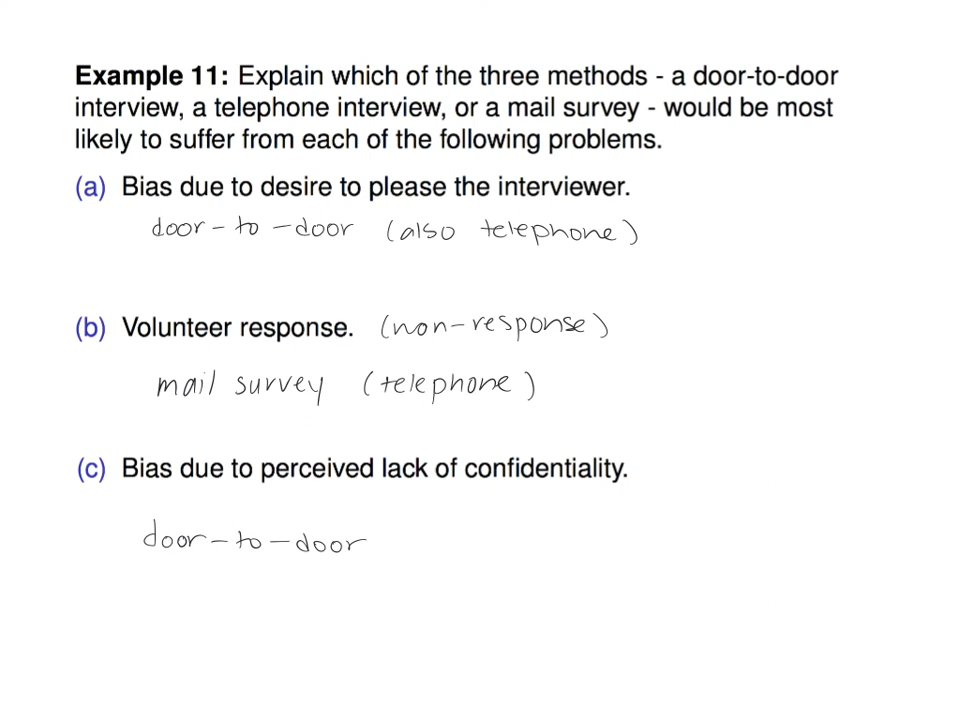 Example 11: Explain which of the three methods - a door-to-door
interview, a telephone interview, or a mail survey - would be most
likely to suffer from each of the following problems.
(a) Bias due to desire to please the interviewer.
door-to-door (also telephone)
(b) Volunteer response. (non-response)
mail survey (telephone)
(c) Bias due to perceived lack of confidentiality.
door-to-door